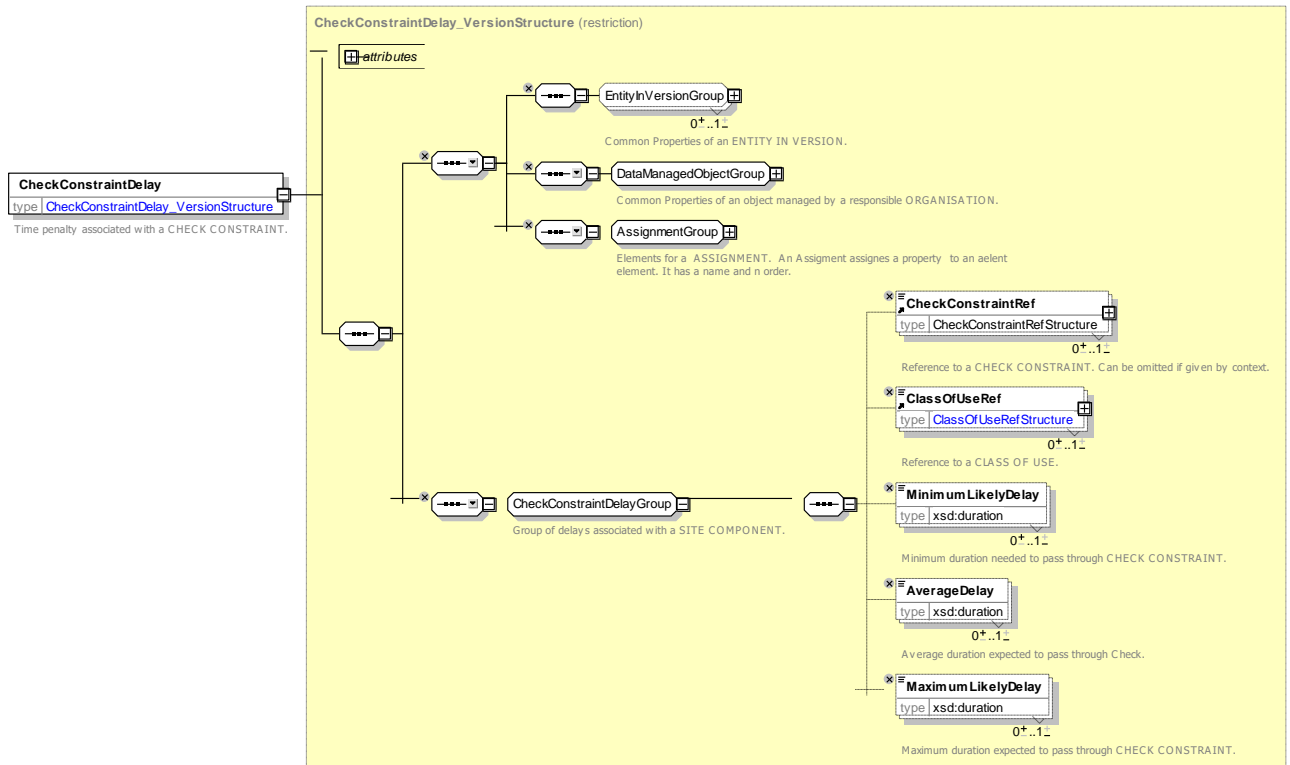 CheckConstraintDelay_VersionStructure (restriction)
attributes
EntityInVersionGroup
0..1
Common Properties of an ENTITY IN VERSION.
CheckConstraintDelay
type CheckConstraintDelay_VersionStructure
Time penalty associated with a CHECK CONSTRAINT.
DataManagedObjectGroup
Common Properties of an object managed by a responsible ORGANISATION.
AssignmentGroup
Elements for a ASSIGNMENT. An Assigment assignes a property to an aelent
element. It has a name and n order.
CheckConstraintRef
type CheckConstraintRefStructure
0..1
Reference to a CHECK CONSTRAINT. Can be omitted if given by context.
ClassOfUseRef
type ClassOfUseRefStructure
0..1
Reference to a CLASS OF USE.
CheckConstraintDelayGroup
Group of delays associated with a SITE COMPONENT.
MinimumLikelyDelay
type xsd:duration
0..1
Minimum duration needed to pass through CHECK CONSTRAINT.
AverageDelay
type xsd:duration
0..1
Average duration expected to pass through Check.
MaximumLikelyDelay
type xsd:duration
0..1
Maximum duration expected to pass through CHECK CONSTRAINT.